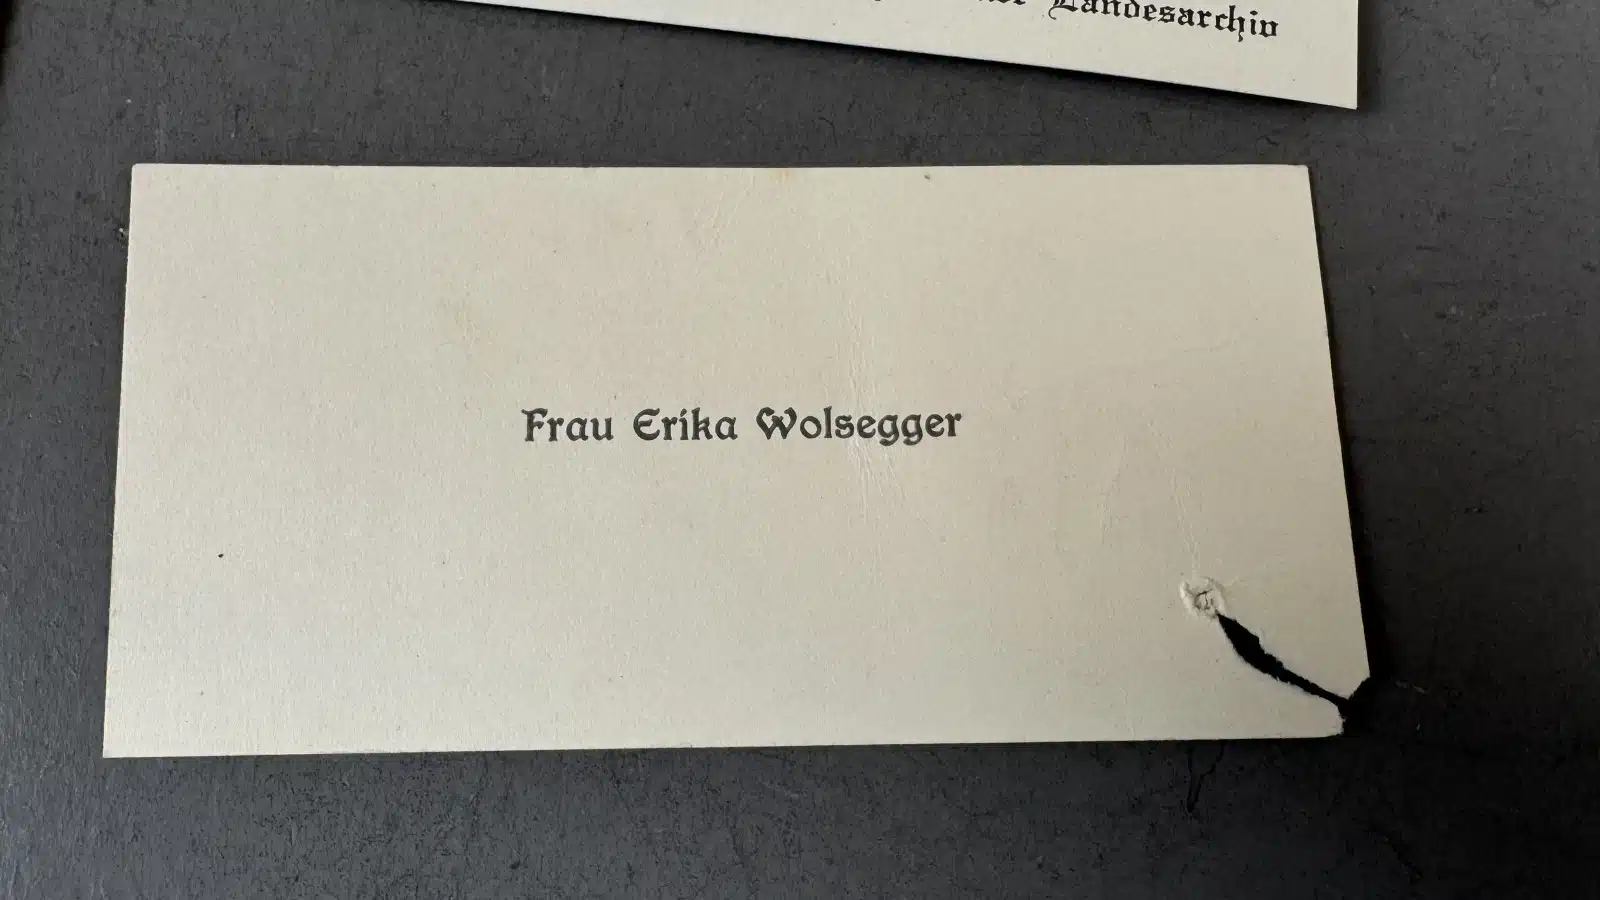 Landesarchiv
Frau Erika Wolsegger